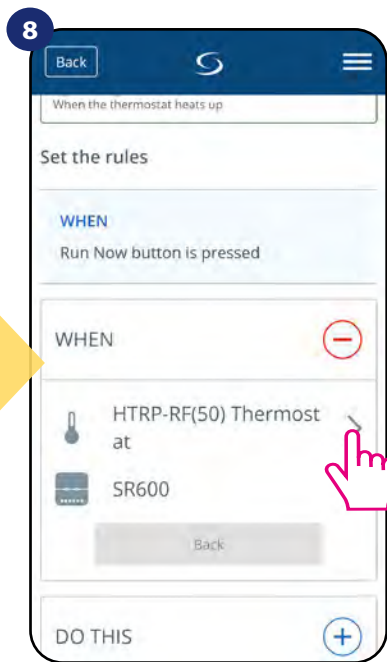 8
Back
When the thermostat heats up
Set the rules
WHEN
Run Now button is pressed
WHEN
HTRP-RF(50) Thermost
at
SR600
Back
DO THIS